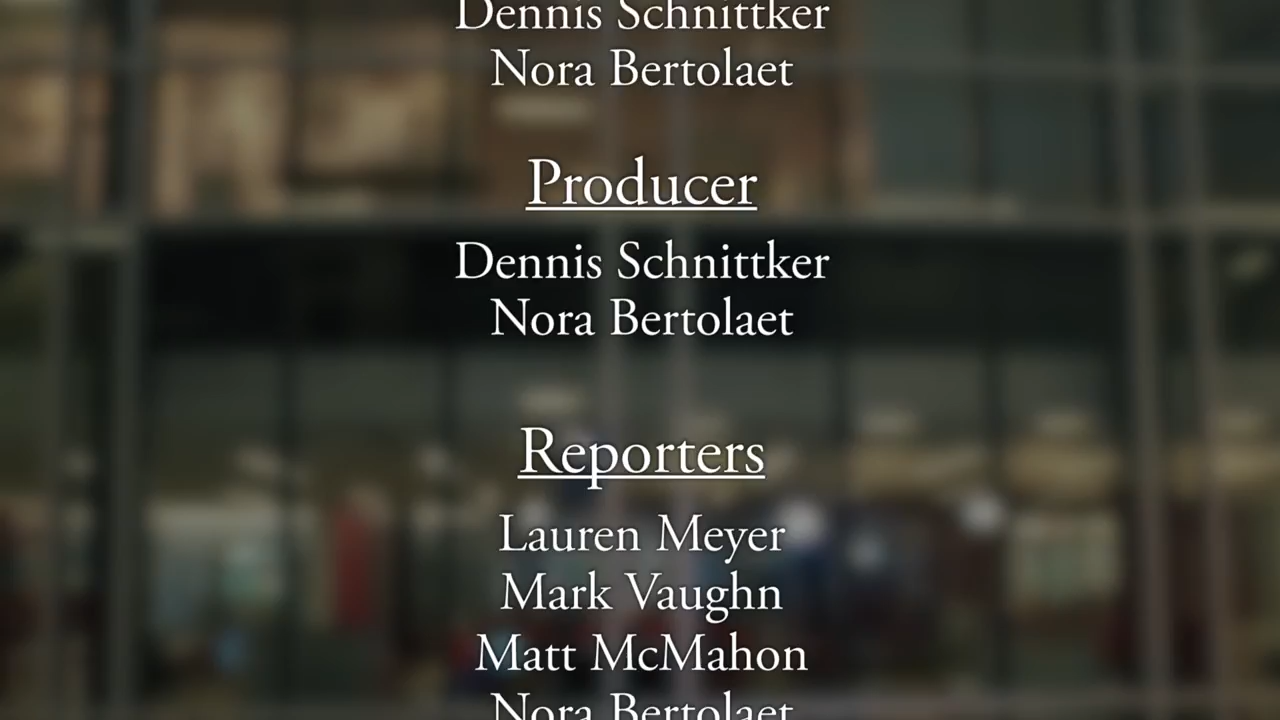 Dennis Schnittker
Nora Bertolaet
Producer
Dennis Schnittker
Nora Bertolaet
Reporters
Lauren Meyer
Mark Vaughn
Matt McMahon
Nora Bertolaet